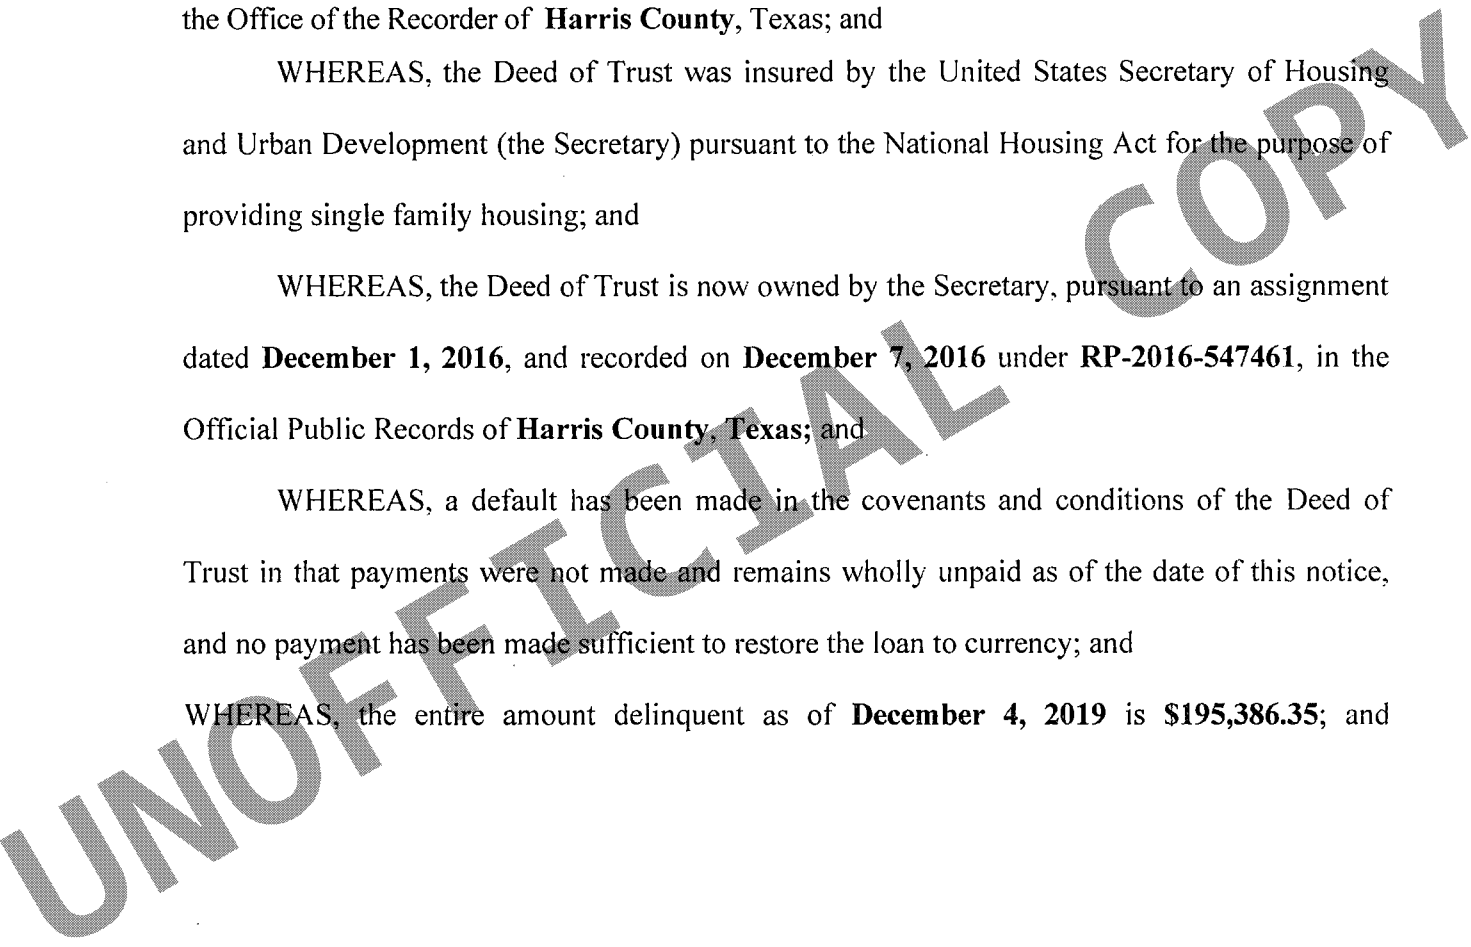 the Office of the Recorder of Harris County, Texas; and
WHEREAS, the Deed of Trust was insured by the United States Secretary of Housing
and Urban Development (the Secretary) pursuant to the National Housing Act for the purpose of
providing single family housing; and
WHEREAS, the Deed of Trust is now owned by the Secretary, pursuant to an assignment
dated December 1, 2016, and recorded on December 7, 2016 under RP-2016-547461, in the
Official Public Records of Harris County, Texas; and
WHEREAS, a default has been made in the covenants and conditions of the Deed of
Trust in that payments were not made and remains wholly unpaid as of the date of this notice,
and no payment has been made sufficient to restore the loan to currency; and
WHEREAS, the entire amount delinquent as of December 4, 2019 is $195,386.35; and
UNOFFICIAL COPY